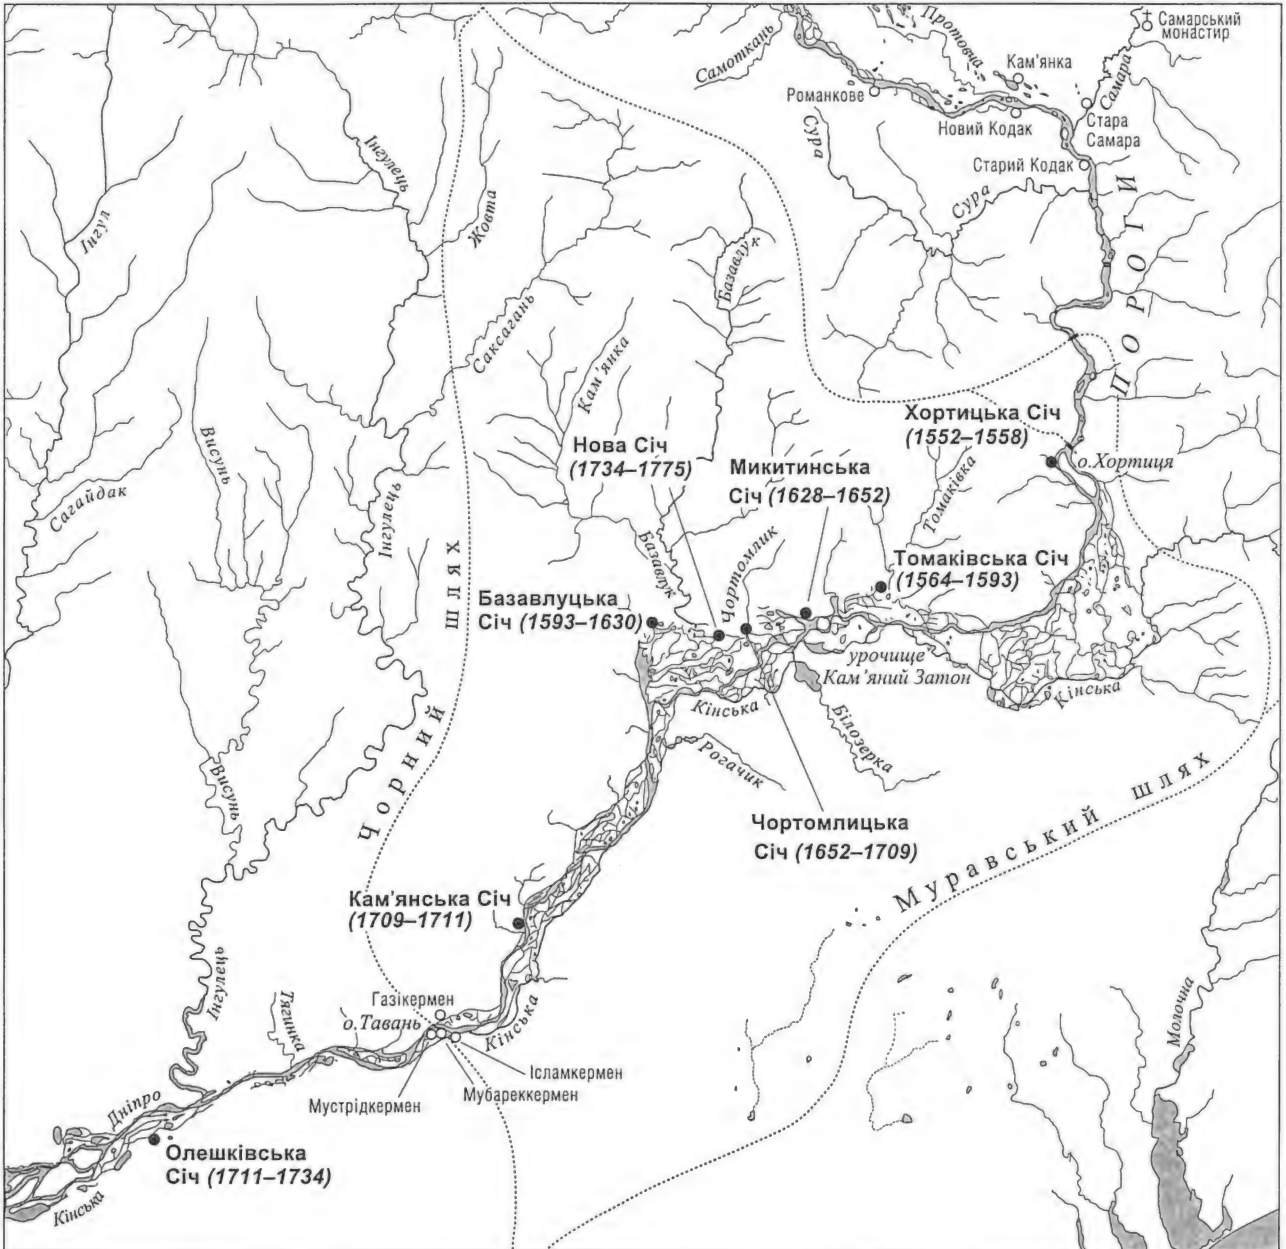 Самарський
монастир
Протовча
Самоткань
Кам'янка
Самара
Романкове
Новий Кодак
Стара
Самара
Старий Кодак
Сура
Сура
ПОРОГИ
Інгулець
Жовта
Інгул
Базавлук
Саксагань
Кам'янка
Хортицька Січ
(1552–1558)
о.Хортиця
Нова Січ
(1734–1775)
Микитинська
Січ (1628–1652)
Томаківка
Висунь
Сагайдак
Інгулець
Базавлук
Чортомлик
Томаківська Січ
(1564–1593)
Базавлуцька
Січ (1593–1630)
урочище
Кам'яний Затон
Кінська
Кінська
Білозерка
Рогачик
Чорний шлях
Висунь
Муравський шлях
Чортомлицька
Січ (1652–1709)
Кам'янська Січ
(1709–1711)
Інгулець
Тягинка
Газікермен
о.Тавань
Кінська
Ісламкермен
Мубареккермен
Мустрідкермен
Молочна
Дніпро
Олешківська
Січ (1711–1734)
Кінська